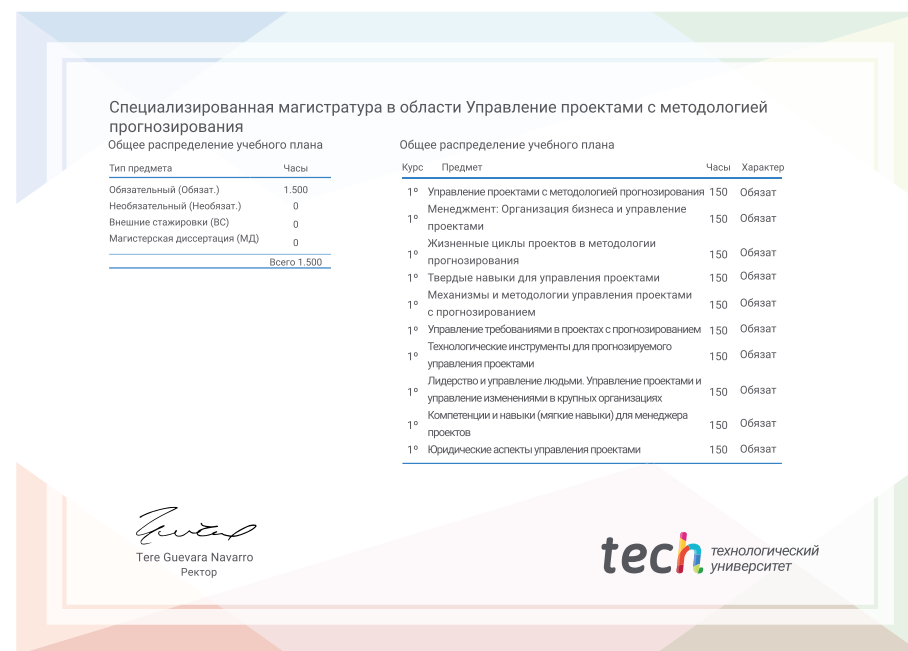 Специализированная магистратура в области Управление проектами с методологией
прогнозирования
Общее распределение учебного плана
Тип предмета Часы
Обязательный (Обязат.) 1.500
Необязательный (Необязат.) 0
Внешние стажировки (ВС) 0
Магистерская диссертация (МД) 0
Всего 1.500
Общее распределение учебного плана
Курс Предмет Часы Характер
1º Управление проектами с методологией прогнозирования 150 Обязат
Менеджмент: Организация бизнеса и управление
1º проектами 150 Обязат
Жизненные циклы проектов в методологии
1º прогнозирования 150 Обязат
1º Твердые навыки для управления проектами 150 Обязат
Механизмы и методологии управления проектами
1º с прогнозированием 150 Обязат
1º Управление требованиями в проектах с прогнозированием 150 Обязат
Технологические инструменты для прогнозируемого
1º управления проектами 150 Обязат
Лидерство и управление людьми. Управление проектами и
1º управление изменениями в крупных организациях 150 Обязат
Компетенции и навыки (мягкие навыки) для менеджера
1º проектов 150 Обязат
1º Юридические аспекты управления проектами 150 Обязат
Tere Guevara Navarro
Ректор
tech технологический
университет